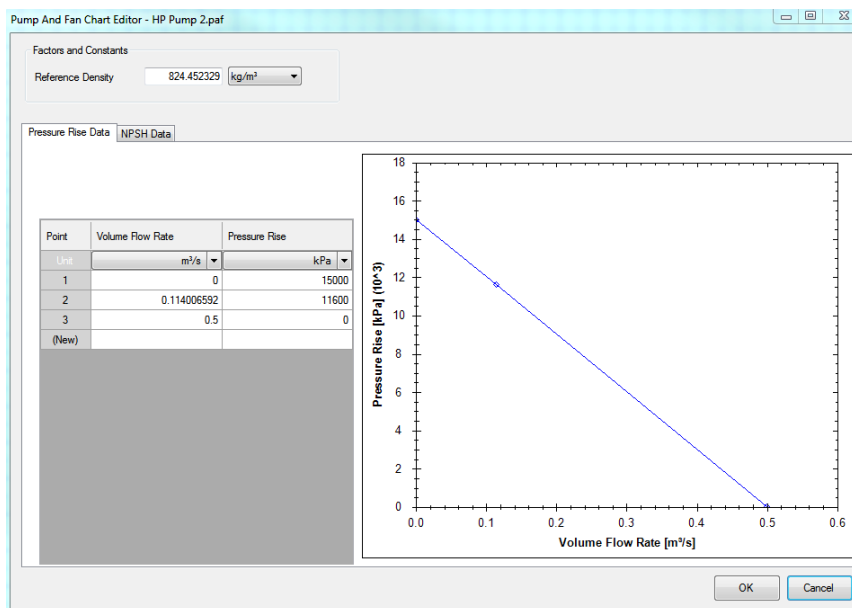 Pump And Fan Chart Editor - HP Pump 2.paf
Factors and Constants
Reference Density 824.452329 kg/m³
Pressure Rise Data NPSH Data
Point Volume Flow Rate Pressure Rise
Unit m³/s kPa
1 0 15000
2 0.114006592 11600
3 0.5 0
(New)
Pressure Rise [kPa] (10^3)
18
16
14
12
10
8
6
4
2
0
0.0 0.1 0.2 0.3 0.4 0.5 0.6
Volume Flow Rate [m³/s]
OK Cancel